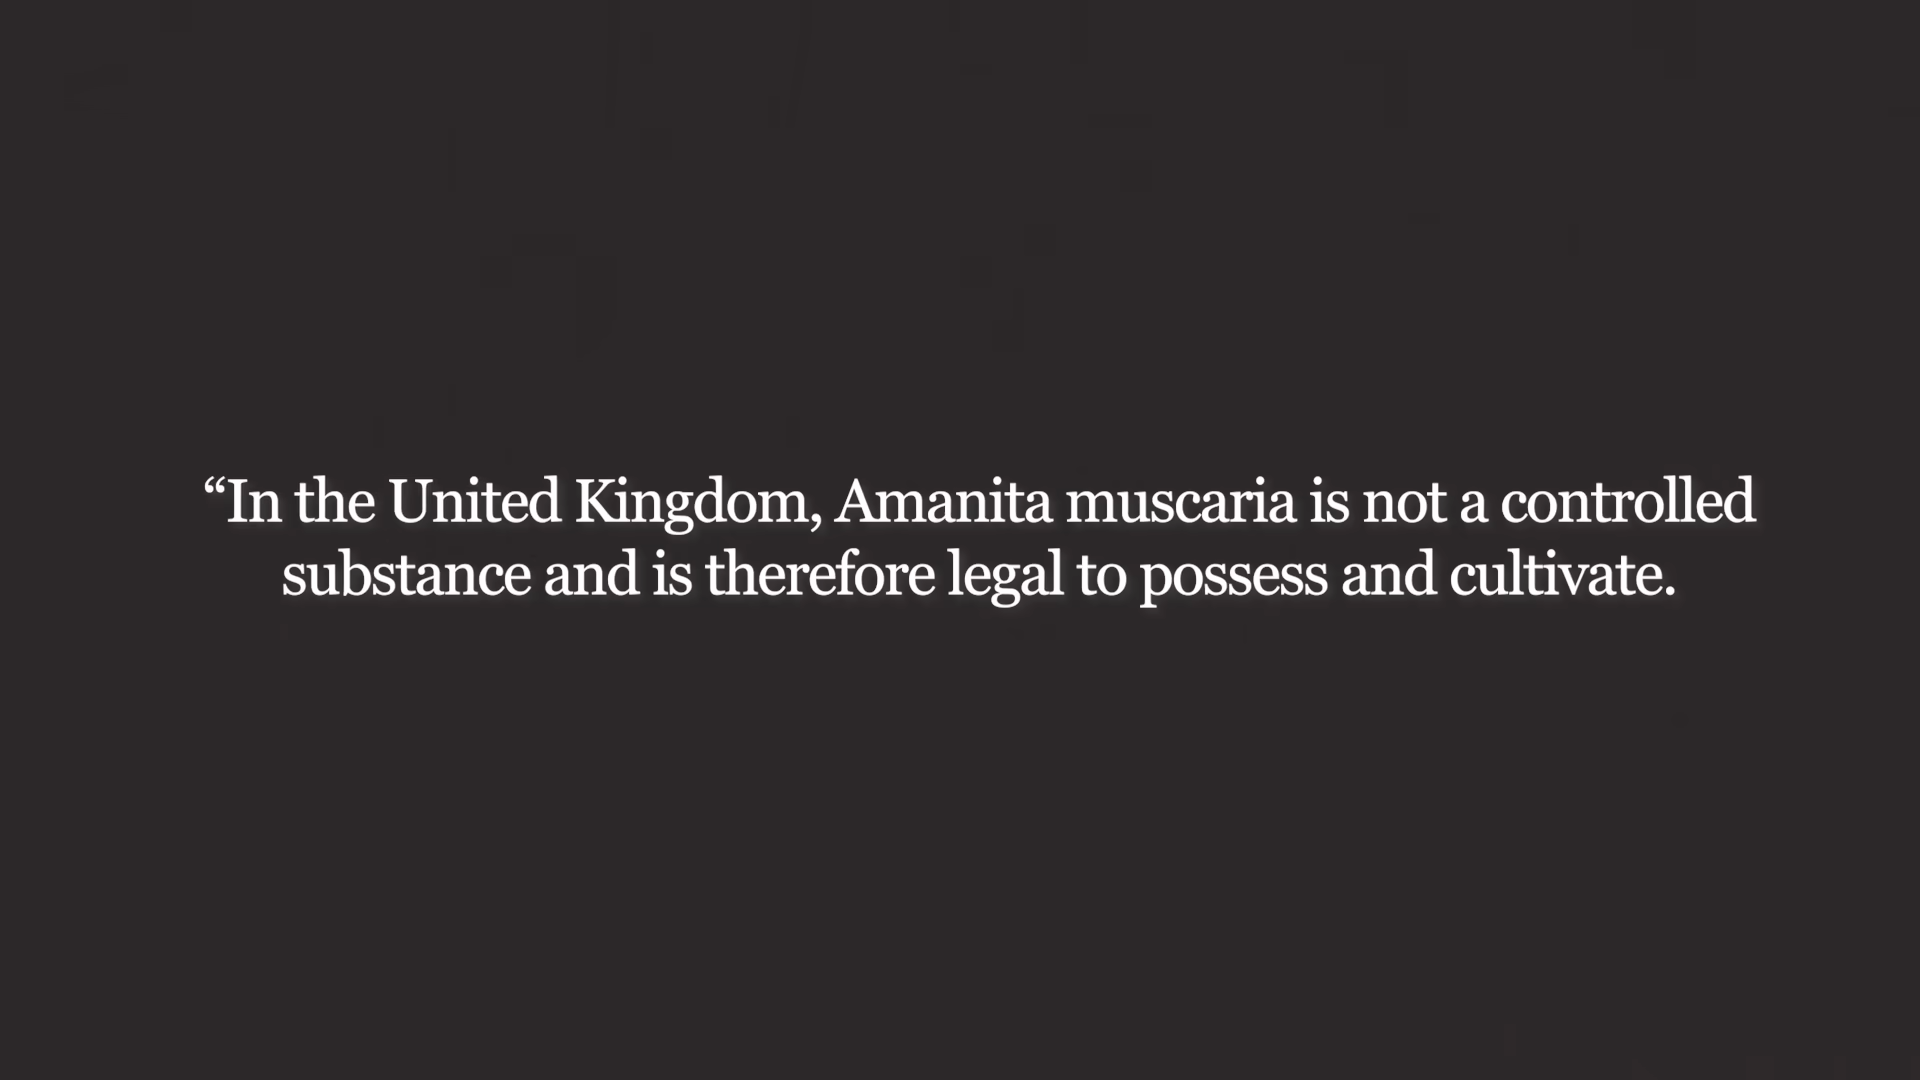 “In the United Kingdom, Amanita muscaria is not a controlled
substance and is therefore legal to possess and cultivate.